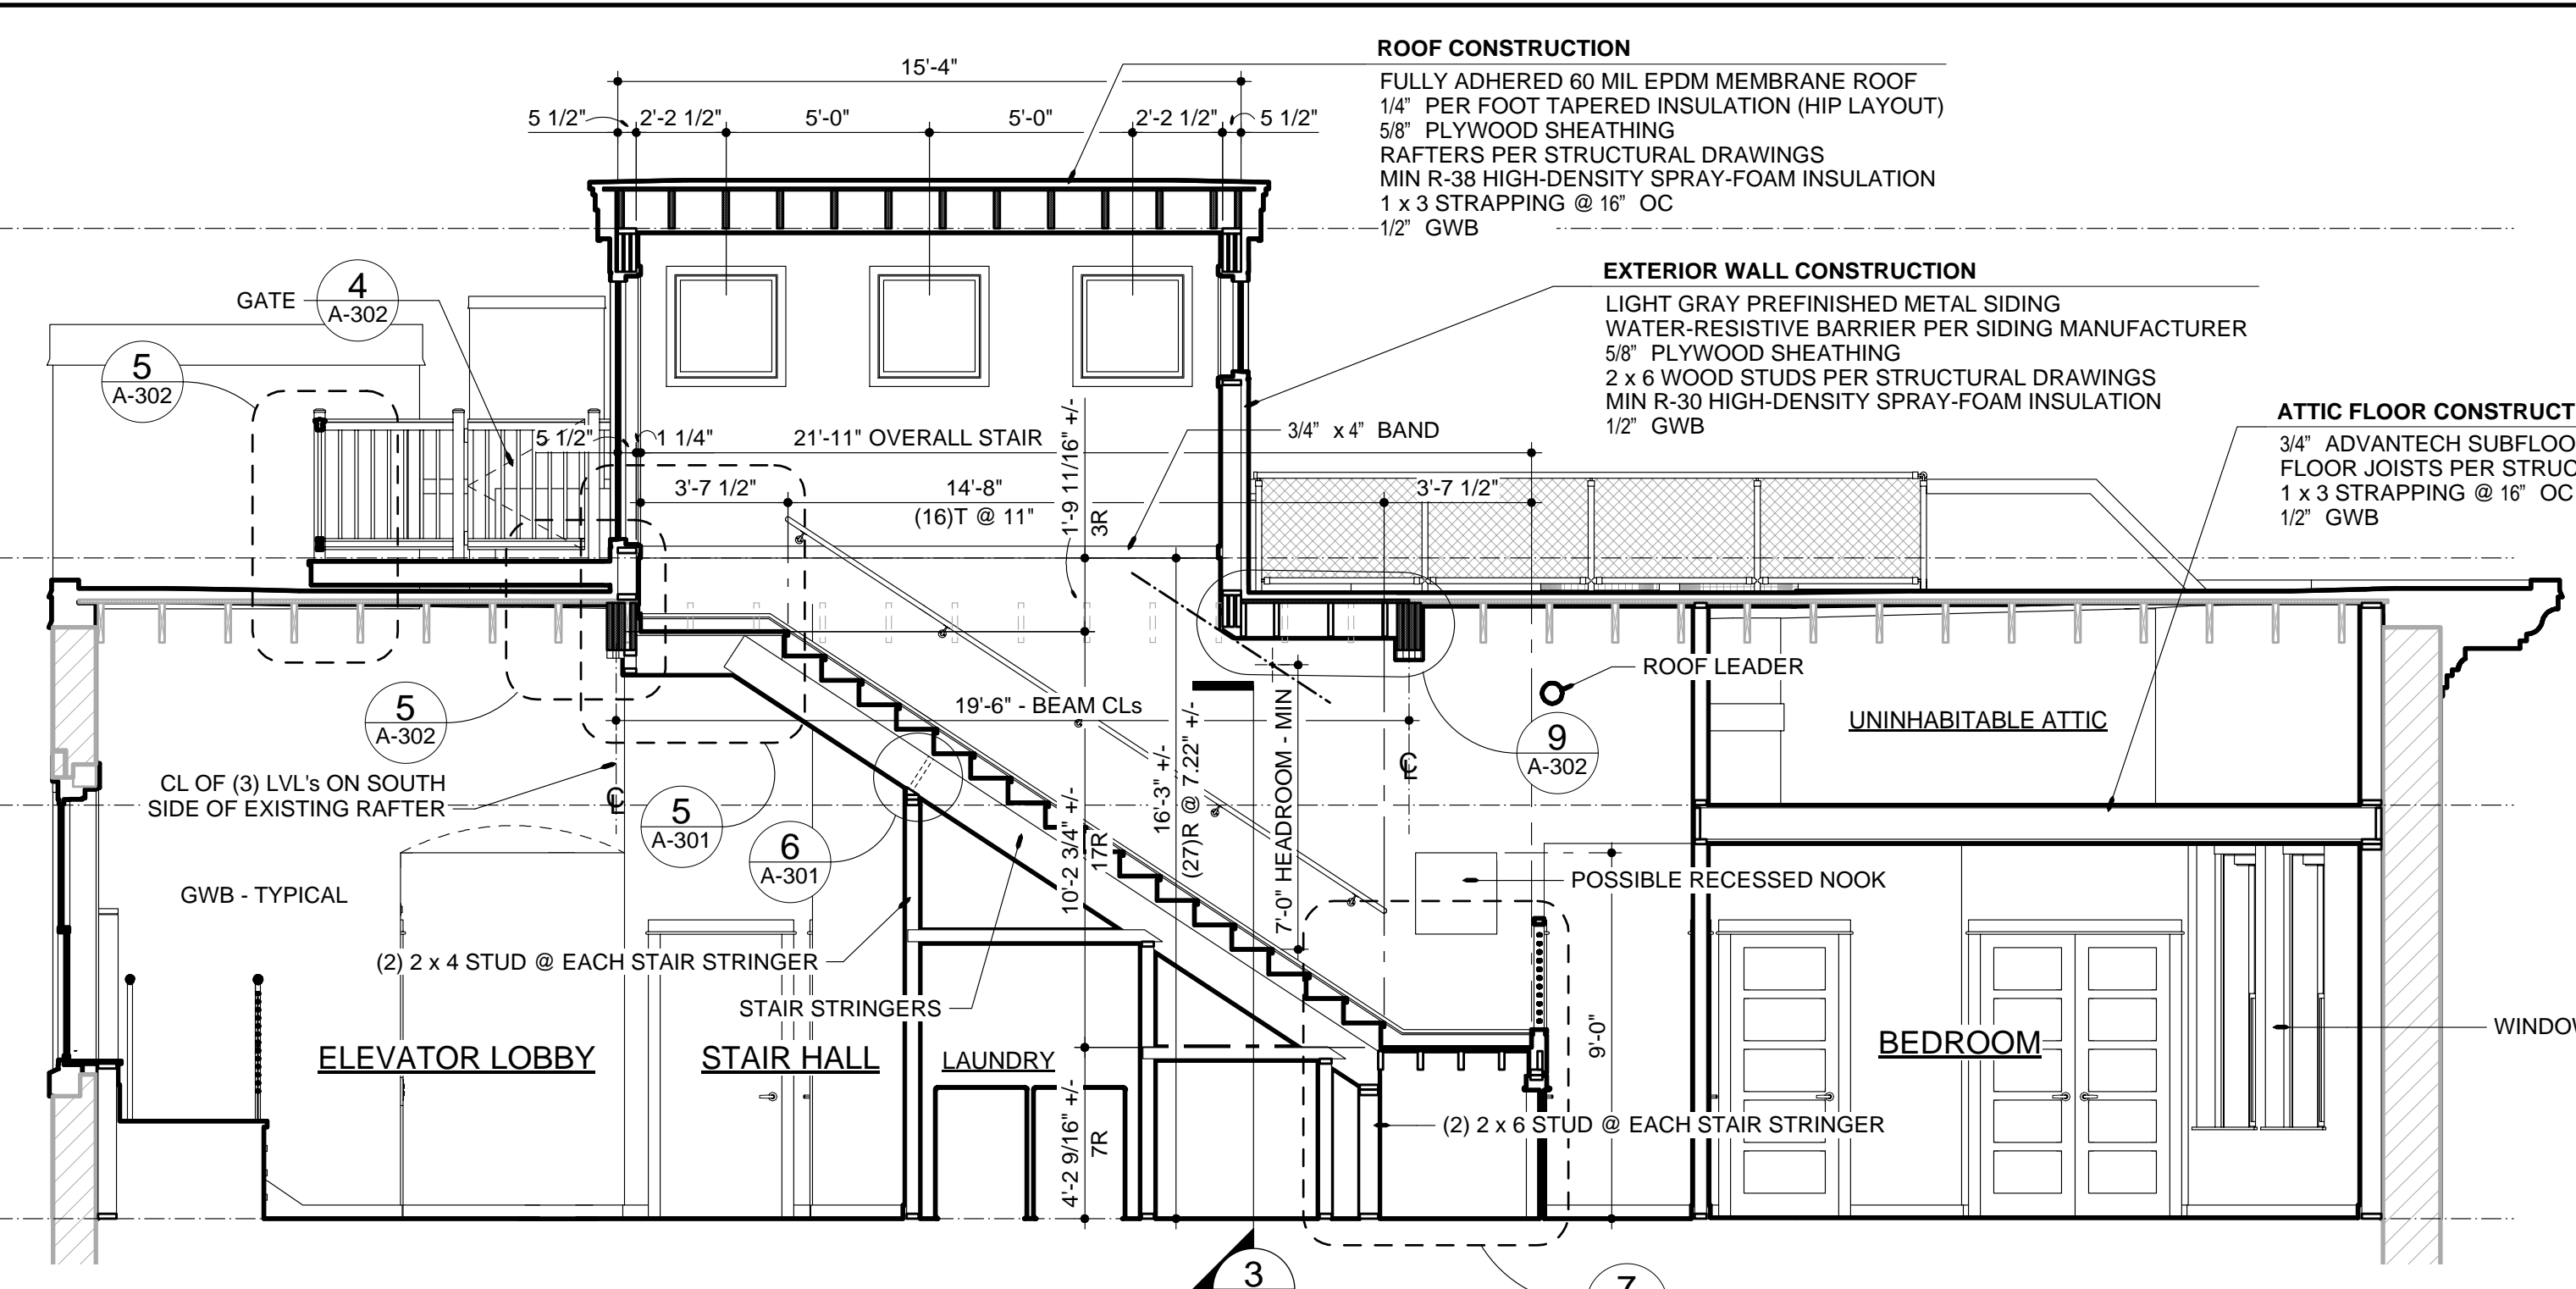 ROOF CONSTRUCTION
FULLY ADHERED 60 MIL EPDM MEMBRANE ROOF
1/4” PER FOOT TAPERED INSULATION (HIP LAYOUT)
5/8” PLYWOOD SHEATHING
RAFTERS PER STRUCTURAL DRAWINGS
MIN R-38 HIGH-DENSITY SPRAY-FOAM INSULATION
1 x 3 STRAPPING @ 16” OC
1/2” GWB
15'-4"
5 1/2"
2'-2 1/2"
5'-0"
5'-0"
2'-2 1/2"
5 1/2"
EXTERIOR WALL CONSTRUCTION
LIGHT GRAY PREFINISHED METAL SIDING
WATER-RESISTIVE BARRIER PER SIDING MANUFACTURER
5/8” PLYWOOD SHEATHING
2 x 6 WOOD STUDS PER STRUCTURAL DRAWINGS
MIN R-30 HIGH-DENSITY SPRAY-FOAM INSULATION
1/2” GWB
ATTIC FLOOR CONSTRUCT
3/4” ADVANTECH SUBFLOO
FLOOR JOISTS PER STRUC
1 x 3 STRAPPING @ 16” OC
1/2” GWB
GATE
4
A-302
5
A-302
5 1/2"
1 1/4"
21'-11" OVERALL STAIR
1'-9 11/16" +/-
3R
3/4” x 4” BAND
3'-7 1/2"
14'-8"
(16)T @ 11"
3'-7 1/2"
ROOF LEADER
UNINHABITABLE ATTIC
5
A-302
19'-6" - BEAM CLs
9
A-302
CL
CL
CL OF (3) LVL's ON SOUTH
SIDE OF EXISTING RAFTER
5
A-301
6
A-301
10'-2 3/4" +/-
17R
16'-3" +/-
(27)R @ 7.22" +/-
7'-0" HEADROOM - MIN
POSSIBLE RECESSED NOOK
GWB - TYPICAL
(2) 2 x 4 STUD @ EACH STAIR STRINGER
STAIR STRINGERS
9'-0"
WINDOW
ELEVATOR LOBBY
STAIR HALL
LAUNDRY
BEDROOM
4'-2 9/16" +/-
7R
(2) 2 x 6 STUD @ EACH STAIR STRINGER
3
7